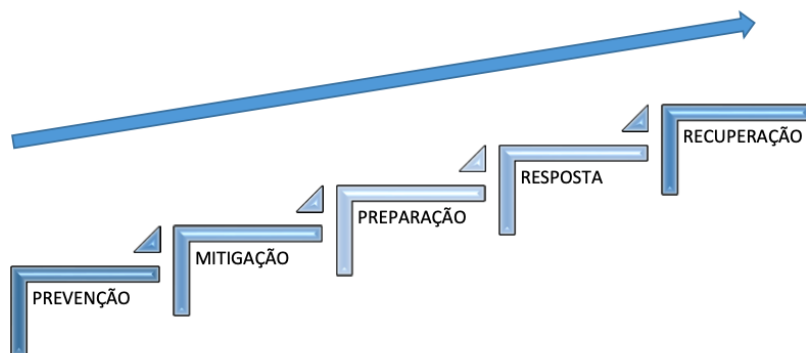 PREVENÇÃO
MITIGAÇÃO
PREPARAÇÃO
RESPOSTA
RECUPERAÇÃO